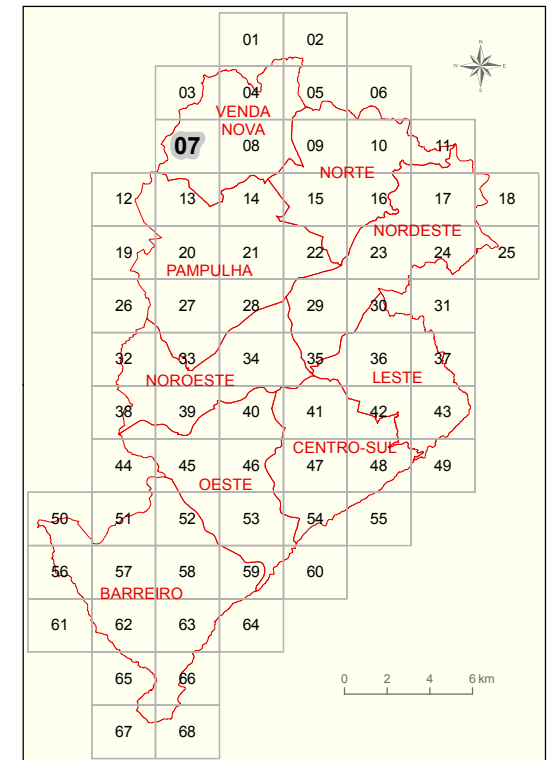 01 02
N
W E
S
03 04 05 06
VENDA
NOVA
07 08 09 10 11
NORTE
12 13 14 15 16 17 18
NORDESTE
19 20 21 22 23 24 25
PAMPULHA
26 27 28 29 30 31
32 33 34 35 36 37
NOROESTE LESTE
38 39 40 41 42 43
CENTRO-SUL
44 45 46 47 48 49
OESTE
50 51 52 53 54 55
56 57 58 59 60
BARREIRO
61 62 63 64
65 66
0 2 4 6 km
67 68